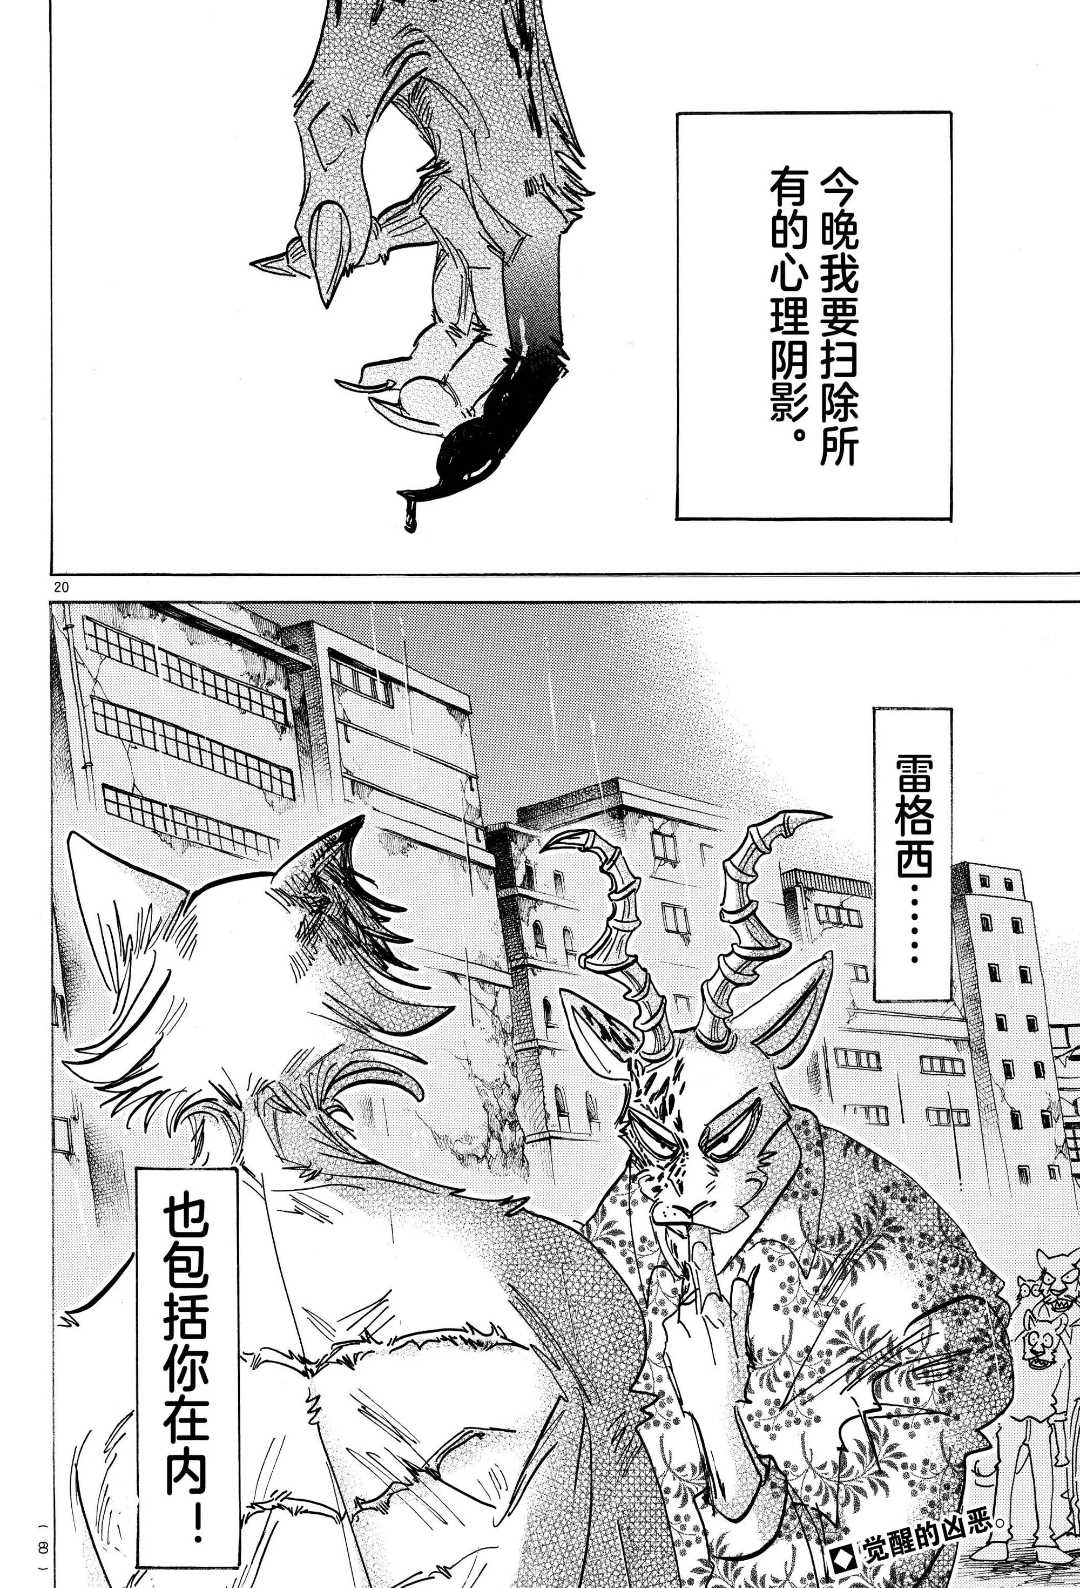 今晚我要扫除所
有的心理阴影。
20
雷格西……
也包括你在内！
觉醒的凶恶。
（8）